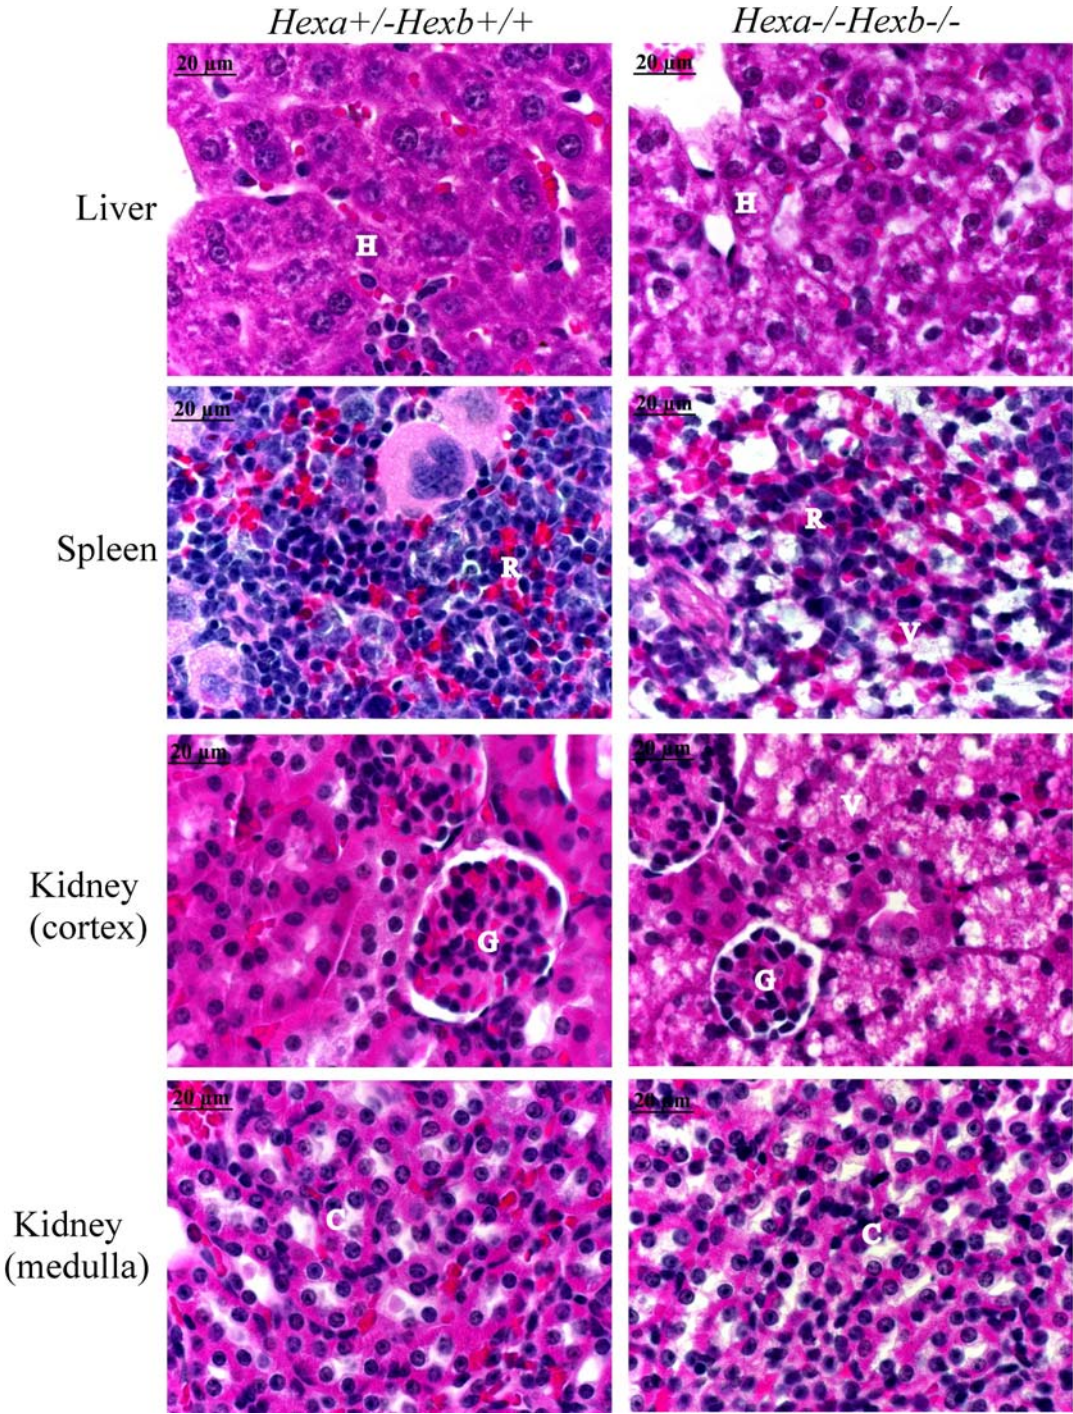 Hexa+/-Hexb+/+ Hexa-/-Hexb-/-
20 µm 20 µm
Liver
H H
20 µm 20 µm
Spleen
R R
V
20 µm 20 µm
V
Kidney
(cortex)
G G
20 µm 20 µm
Kidney
(medulla)
C C